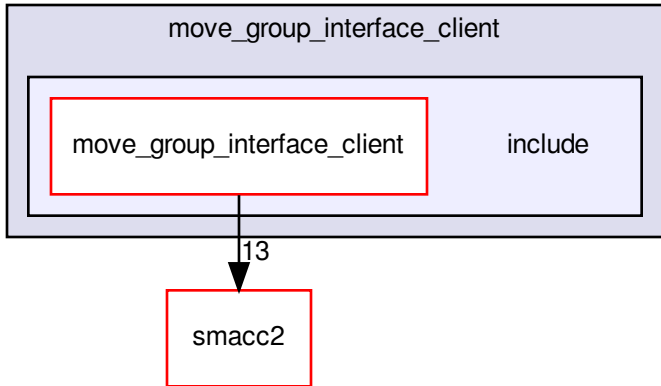 move_group_interface_client
move_group_interface_client
include
13
smacc2